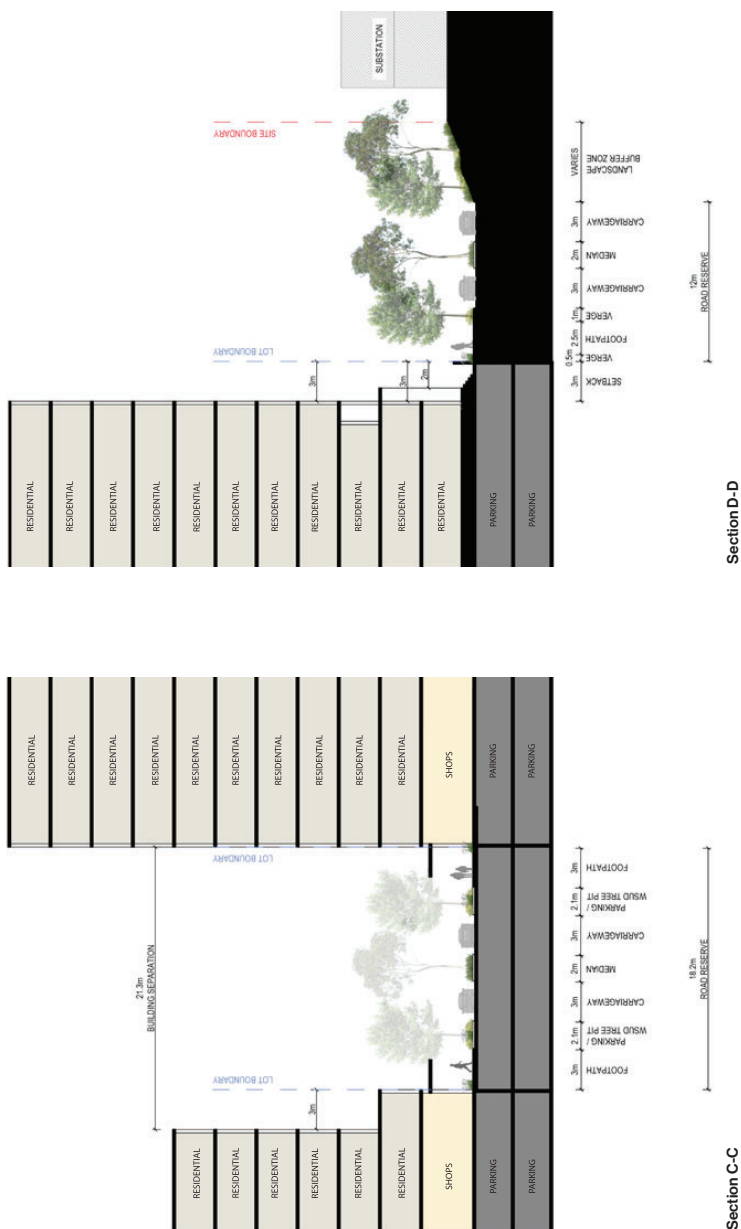 SUBSTATION
SITE BOUNDARY
LOT BOUNDARY
3m
3m
2m
RESIDENTIAL
RESIDENTIAL
RESIDENTIAL
RESIDENTIAL
RESIDENTIAL
RESIDENTIAL
RESIDENTIAL
RESIDENTIAL
RESIDENTIAL
RESIDENTIAL
RESIDENTIAL
PARKING
PARKING
3m
SETBACK
0.5m
VERGE
2.5m
FOOTPATH
1m
VERGE
3m
CARRIAGEWAY
2m
MEDIAN
3m
CARRIAGEWAY
VARIES
LANDSCAPE
BUFFER ZONE
12m
ROAD RESERVE
Section D-D
RESIDENTIAL
RESIDENTIAL
RESIDENTIAL
RESIDENTIAL
RESIDENTIAL
RESIDENTIAL
SHOPS
PARKING
PARKING
21.3m
BUILDING SEPARATION
3m
LOT BOUNDARY
LOT BOUNDARY
RESIDENTIAL
RESIDENTIAL
RESIDENTIAL
RESIDENTIAL
RESIDENTIAL
RESIDENTIAL
RESIDENTIAL
RESIDENTIAL
RESIDENTIAL
RESIDENTIAL
SHOPS
PARKING
PARKING
3m
FOOTPATH
2.1m
PARKING /
WSUD TREE PIT
3m
CARRIAGEWAY
2m
MEDIAN
3m
CARRIAGEWAY
2.1m
PARKING /
WSUD TREE PIT
3m
FOOTPATH
18.2m
ROAD RESERVE
Section C-C